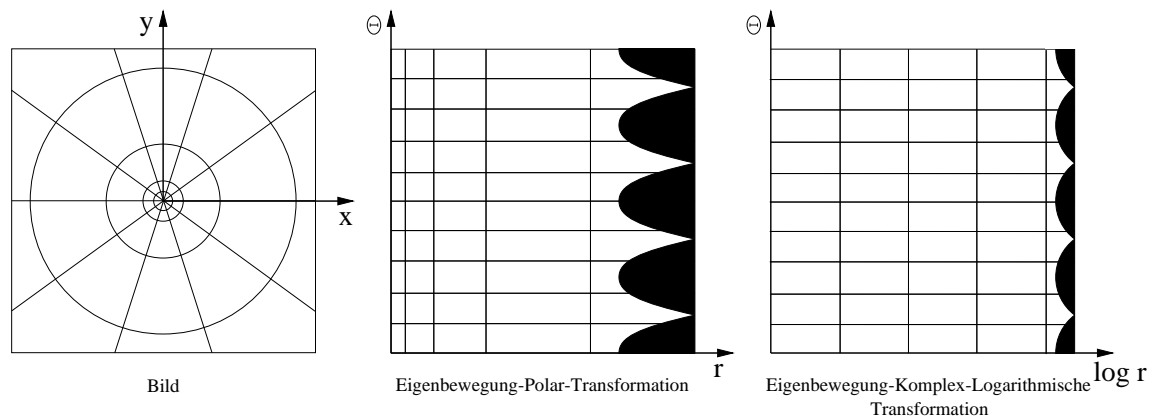 y
x
Bild
Θ
r
Eigenbewegung-Polar-Transformation
Θ
log r
Eigenbewegung-Komplex-Logarithmische
Transformation